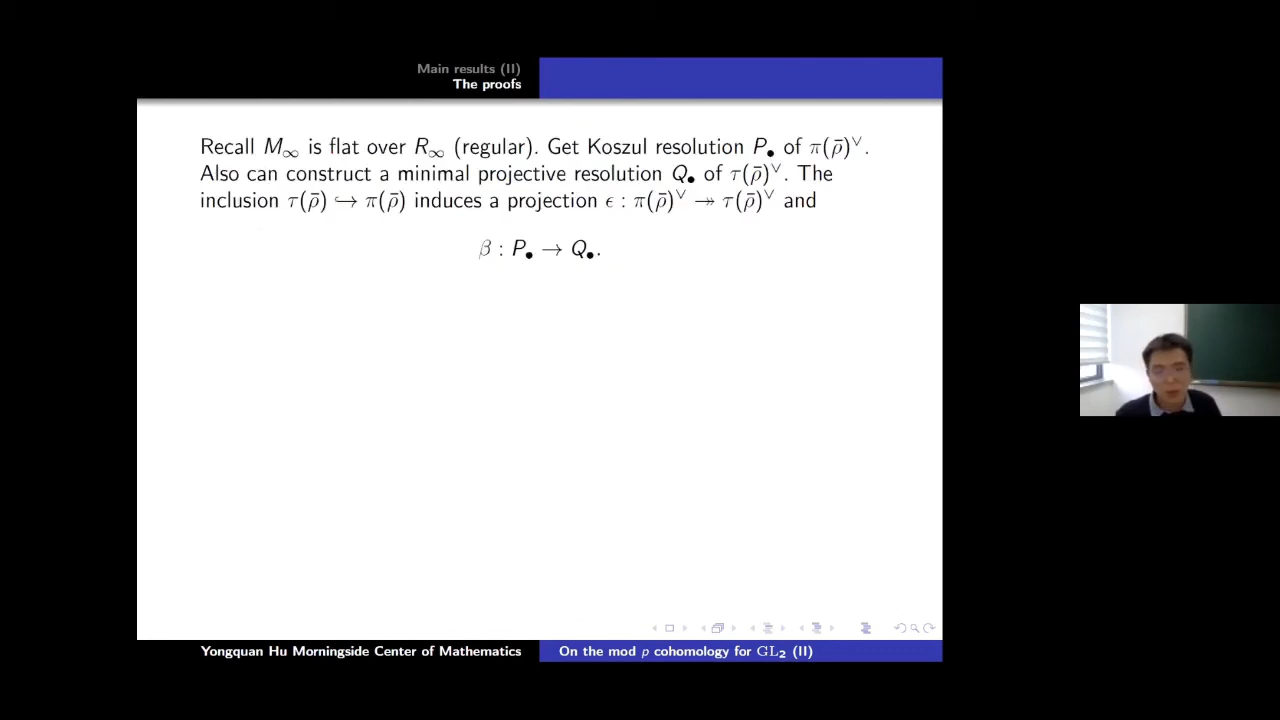 Main results (II)
The proofs
Recall M∞ is flat over R∞ (regular). Get Koszul resolution P• of π(ρ̄)∨.
Also can construct a minimal projective resolution Q• of τ(ρ̄)∨. The
inclusion τ(ρ̄) ↪ π(ρ̄) induces a projection ϵ : π(ρ̄)∨ ↠ τ(ρ̄)∨ and
β : P• → Q•.
Yongquan Hu Morningside Center of Mathematics
On the mod p cohomology for GL₂ (II)